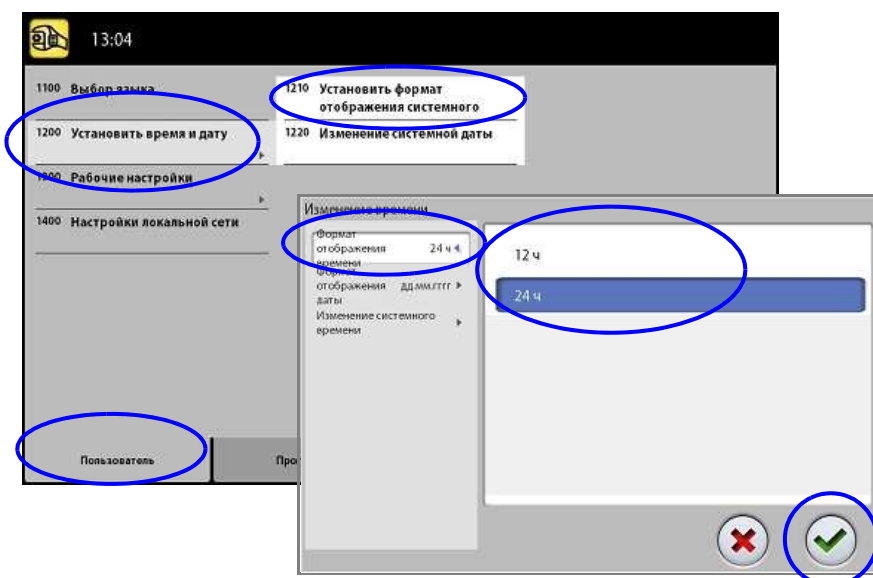 13:04
1100 Выбор языка
1200 Установить время и дату
1300 Рабочие настройки
1400 Настройки локальной сети
1210 Установить формат
отображения системного
1220 Изменение системной даты
Пользователь
Изменение времени
Формат
отображения 24 ч
времени
Формат
отображения дд.мм.гггг
даты
Изменение системного
времени
12 ч
24 ч